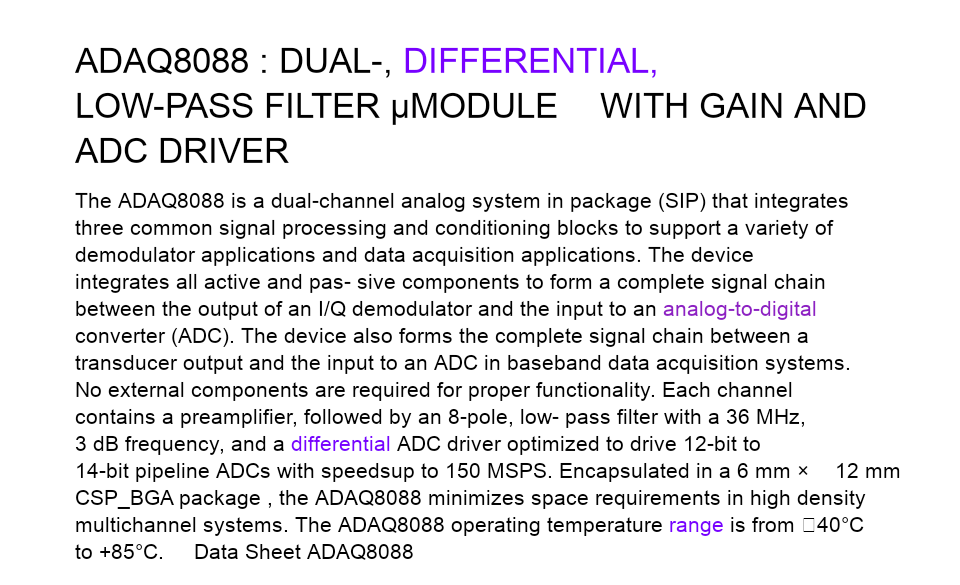 ADAQ8088 : DUAL-, DIFFERENTIAL,
LOW-PASS FILTER µMODULE WITH GAIN AND
ADC DRIVER
The ADAQ8088 is a dual-channel analog system in package (SIP) that integrates
three common signal processing and conditioning blocks to support a variety of
demodulator applications and data acquisition applications. The device
integrates all active and pas- sive components to form a complete signal chain
between the output of an I/Q demodulator and the input to an analog-to-digital
converter (ADC). The device also forms the complete signal chain between a
transducer output and the input to an ADC in baseband data acquisition systems.
No external components are required for proper functionality. Each channel
contains a preamplifier, followed by an 8-pole, low- pass filter with a 36 MHz,
3 dB frequency, and a differential ADC driver optimized to drive 12-bit to
14-bit pipeline ADCs with speedsup to 150 MSPS. Encapsulated in a 6 mm × 12 mm
CSP_BGA package , the ADAQ8088 minimizes space requirements in high density
multichannel systems. The ADAQ8088 operating temperature range is from □40°C
to +85°C. Data Sheet ADAQ8088